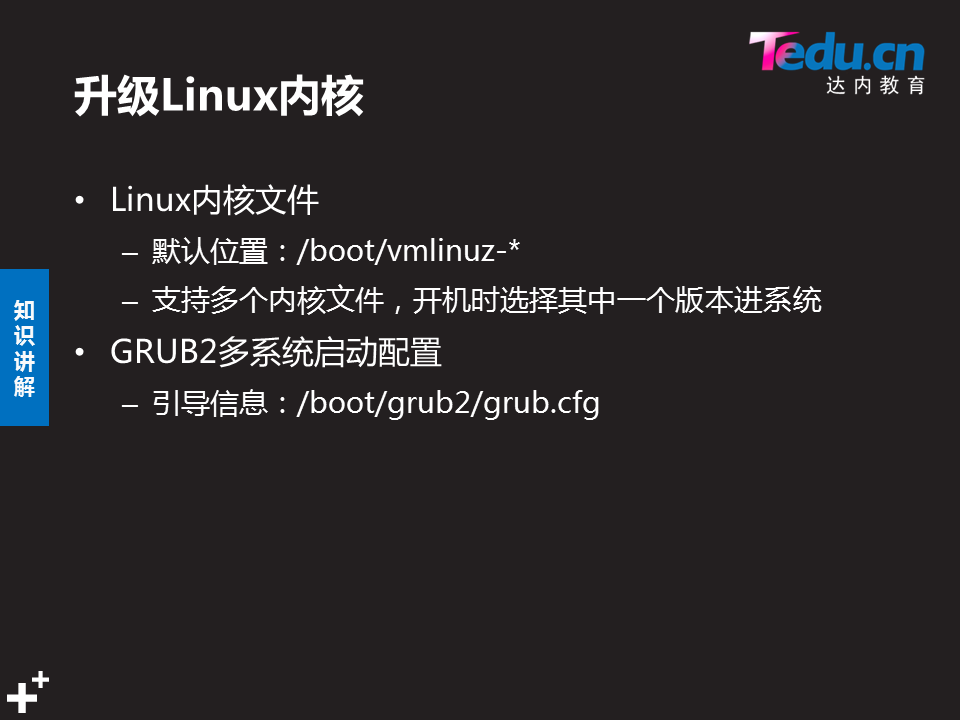 Tedu.cn
达内教育
升级Linux内核
• Linux内核文件
– 默认位置：/boot/vmlinuz-*
– 支持多个内核文件，开机时选择其中一个版本进系统
• GRUB2多系统启动配置
– 引导信息：/boot/grub2/grub.cfg
知识讲解